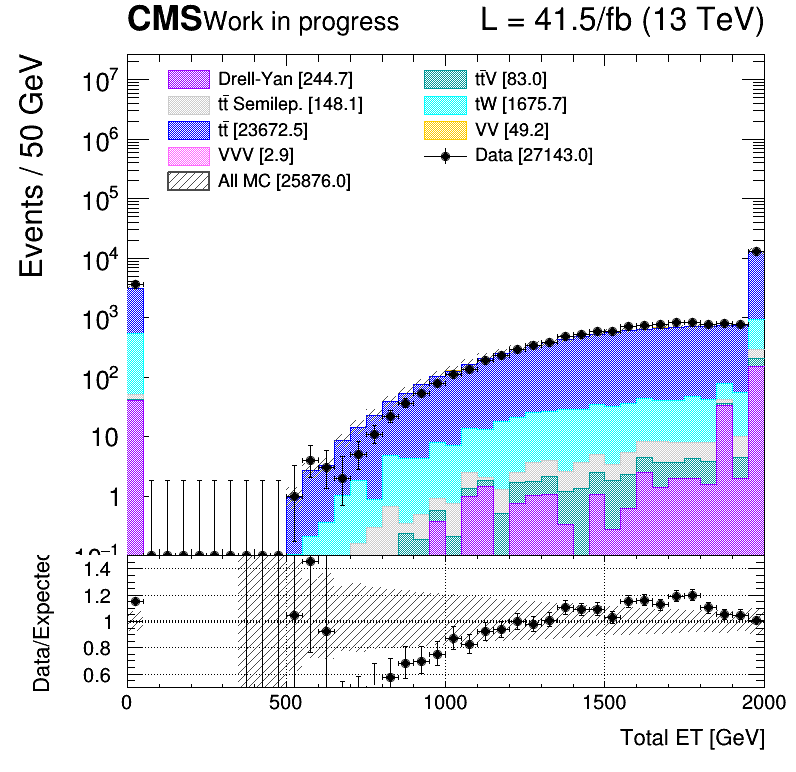 CMS Work in progress L = 41.5/fb (13 TeV)
Events / 50 GeV
Drell-Yan [244.7]
tt̄ Semilep. [148.1]
tt̄ [23672.5]
VVV [2.9]
All MC [25876.0]
tt̄V [83.0]
tW [1675.7]
VV [49.2]
Data [27143.0]
10⁷
10⁶
10⁵
10⁴
10³
10²
10
1
10⁻¹
Data/Expected
1.4
1.2
1
0.8
0.6
0 500 1000 1500 2000
Total ET [GeV]